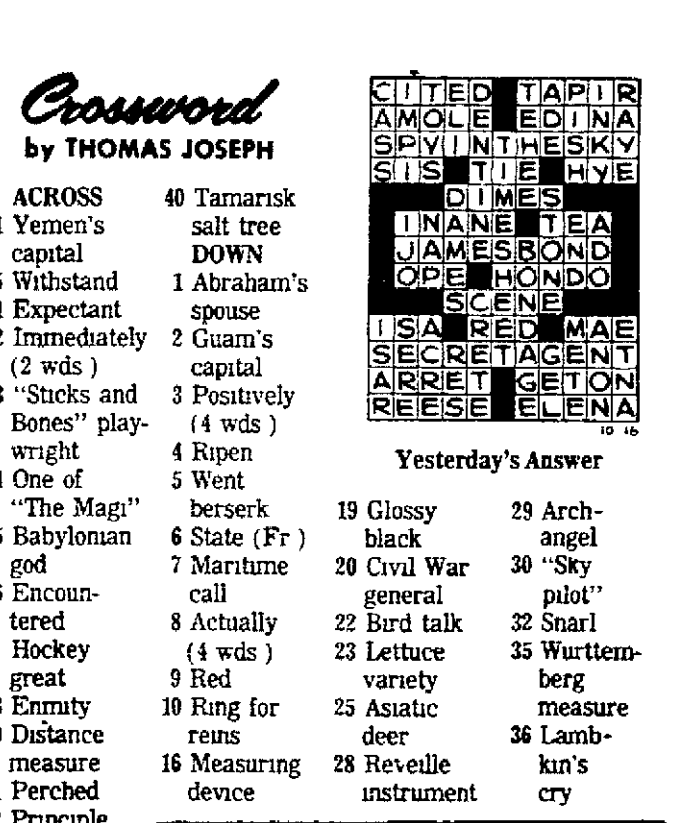 Crossword
by THOMAS JOSEPH
ACROSS
Yemen's
capital
Withstand
Expectant
Immediately
(2 wds )
"Sticks and
Bones" play-
wright
One of
"The Magi"
Babylonian
god
Encoun-
tered
Hockey
great
Enmity
Distance
measure
Perched
Principle
40 Tamarisk
salt tree
DOWN
1 Abraham's
spouse
2 Guam's
capital
3 Positively
(4 wds )
4 Ripen
5 Went
berserk
6 State (Fr )
7 Maritime
call
8 Actually
(4 wds )
9 Red
10 Ring for
reins
16 Measuring
device
CITED TAPIR
AMOLE EDINA
SPYINTHESKY
SIS TIE HYE
DIMES
INANE TEA
JAMESBOND
OPE HONDO
SCENE
ISA RED MAE
SECRETAGENT
ARRET GETON
REESE ELENA
10 16
Yesterday's Answer
19 Glossy
black
20 Civil War
general
22 Bird talk
23 Lettuce
variety
25 Asiatic
deer
28 Reveille
instrument
29 Arch-
angel
30 "Sky
pilot"
32 Snarl
35 Wurttem-
berg
measure
36 Lamb-
kin's
cry